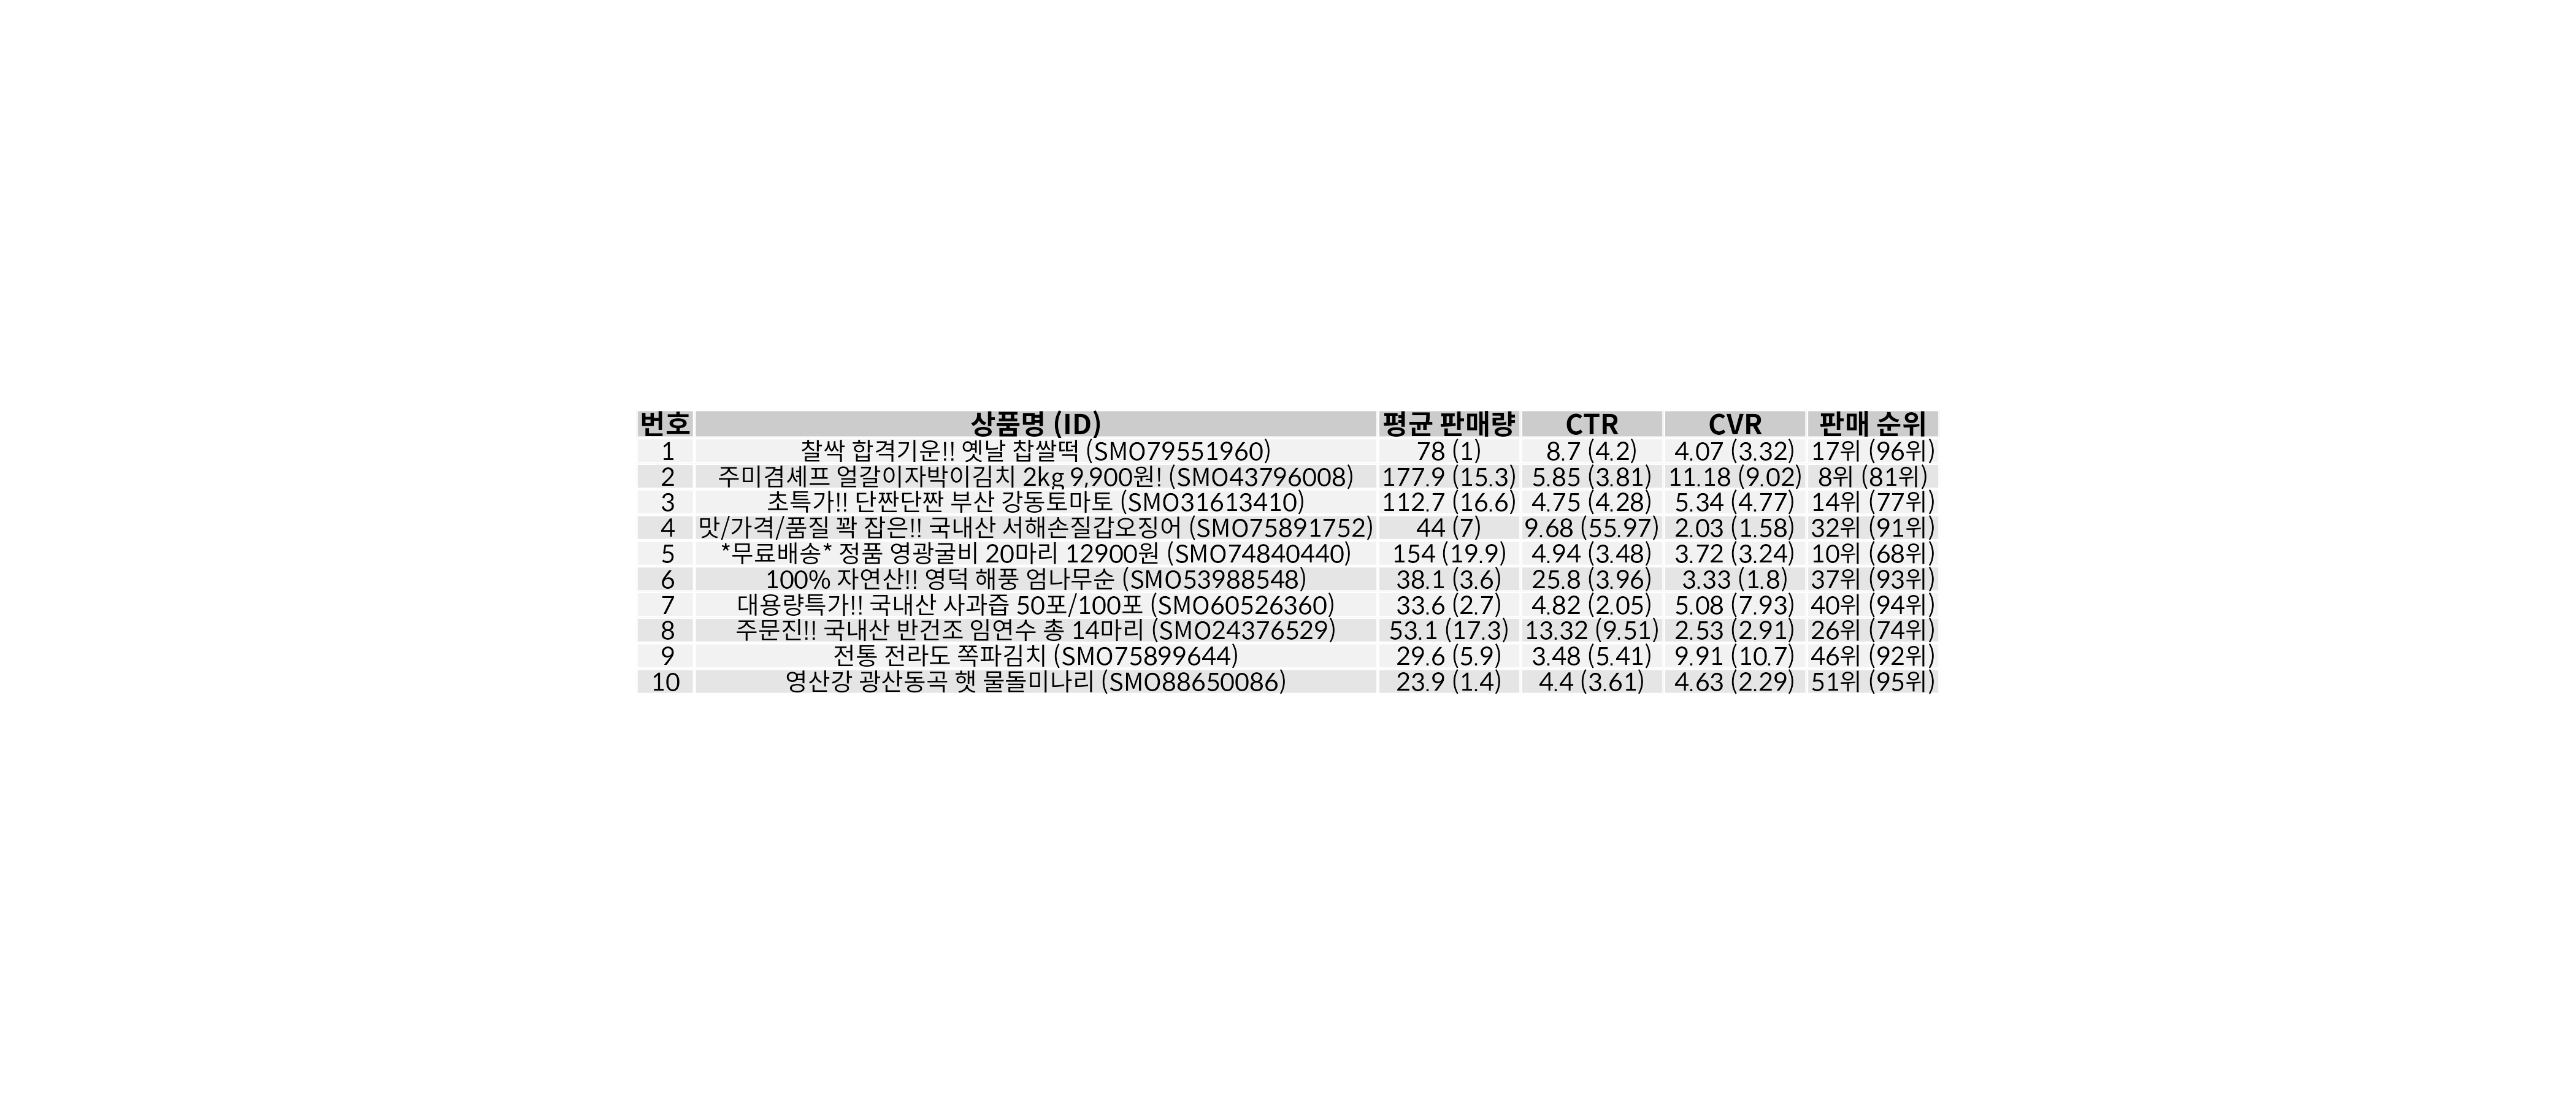 번호 상품명 (ID) 평균 판매량 CTR CVR 판매 순위
1 찰싹 합격기운!! 옛날 찹쌀떡 (SMO79551960) 78 (1) 8.7 (4.2) 4.07 (3.32) 17위 (96위)
2 주미겸셰프 얼갈이자박이김치 2kg 9,900원! (SMO43796008) 177.9 (15.3) 5.85 (3.81) 11.18 (9.02) 8위 (81위)
3 초특가!! 단짠단짠 부산 강동토마토 (SMO31613410) 112.7 (16.6) 4.75 (4.28) 5.34 (4.77) 14위 (77위)
4 맛/가격/품질 꽉 잡은!! 국내산 서해손질갑오징어 (SMO75891752) 44 (7) 9.68 (55.97) 2.03 (1.58) 32위 (91위)
5 *무료배송* 정품 영광굴비 20마리 12900원 (SMO74840440) 154 (19.9) 4.94 (3.48) 3.72 (3.24) 10위 (68위)
6 100% 자연산!! 영덕 해풍 엄나무순 (SMO53988548) 38.1 (3.6) 25.8 (3.96) 3.33 (1.8) 37위 (93위)
7 대용량특가!! 국내산 사과즙 50포/100포 (SMO60526360) 33.6 (2.7) 4.82 (2.05) 5.08 (7.93) 40위 (94위)
8 주문진!! 국내산 반건조 임연수 총 14마리 (SMO24376529) 53.1 (17.3) 13.32 (9.51) 2.53 (2.91) 26위 (74위)
9 전통 전라도 쪽파김치 (SMO75899644) 29.6 (5.9) 3.48 (5.41) 9.91 (10.7) 46위 (92위)
10 영산강 광산동곡 햇 물돌미나리 (SMO88650086) 23.9 (1.4) 4.4 (3.61) 4.63 (2.29) 51위 (95위)